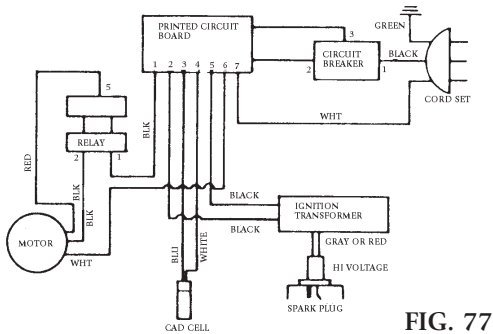 GREEN
PRINTED CIRCUIT
BOARD
3
CIRCUIT
BREAKER
BLACK
2
1
CORD SET
1 2 3 4 5 6 7
5
WHT
RELAY
2
1
RED
BLK
BLK
BLK
BLACK
IGNITION
TRANSFORMER
BLACK
MOTOR
WHT
BLU
WHITE
GRAY OR RED
HI VOLTAGE
SPARK PLUG
CAD CELL
FIG. 77